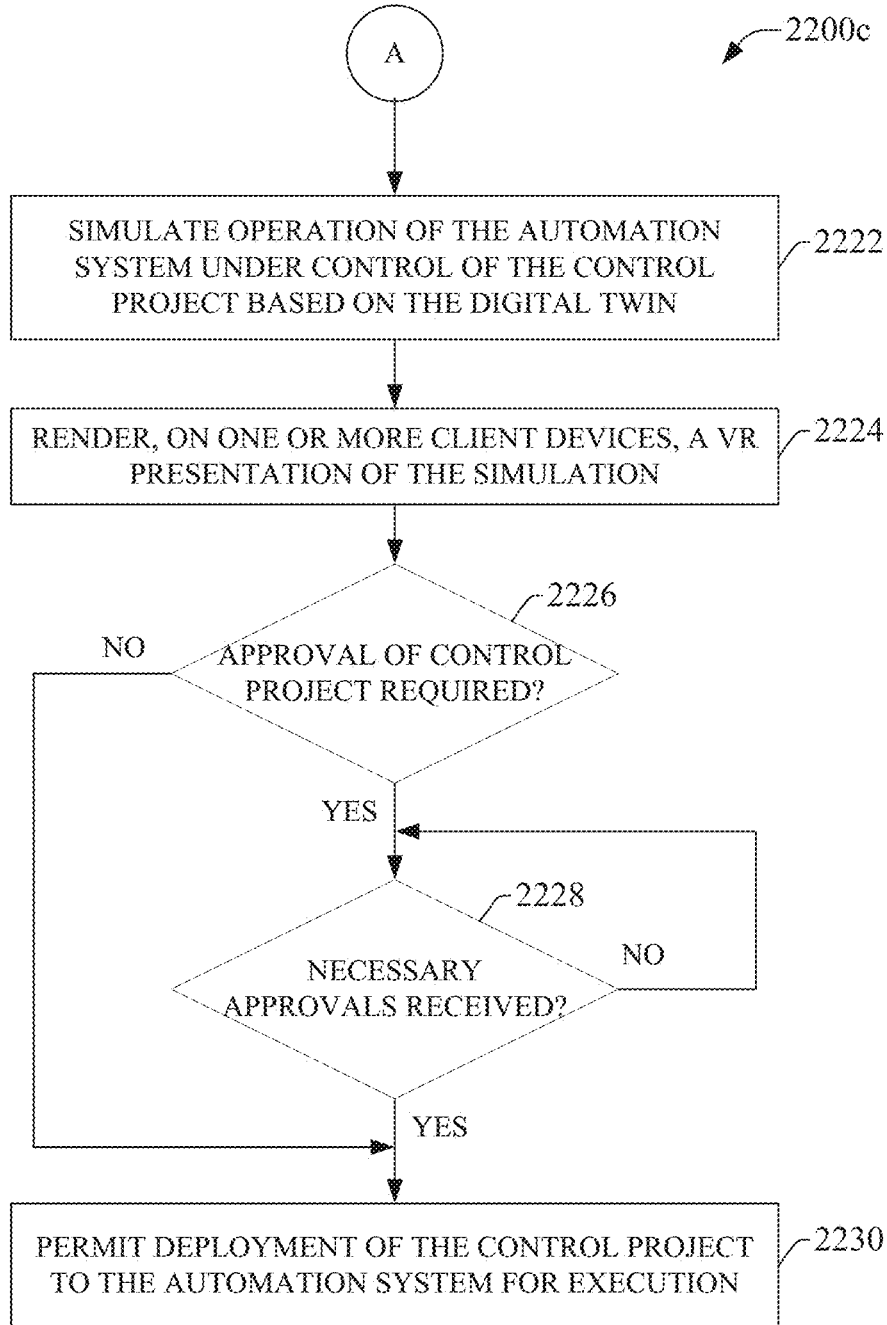 A
2200c
SIMULATE OPERATION OF THE AUTOMATION
SYSTEM UNDER CONTROL OF THE CONTROL
PROJECT BASED ON THE DIGITAL TWIN
2222
RENDER, ON ONE OR MORE CLIENT DEVICES, A VR
PRESENTATION OF THE SIMULATION
2224
2226
NO
APPROVAL OF CONTROL
PROJECT REQUIRED?
YES
2228
NO
NECESSARY
APPROVALS RECEIVED?
YES
PERMIT DEPLOYMENT OF THE CONTROL PROJECT
TO THE AUTOMATION SYSTEM FOR EXECUTION
2230